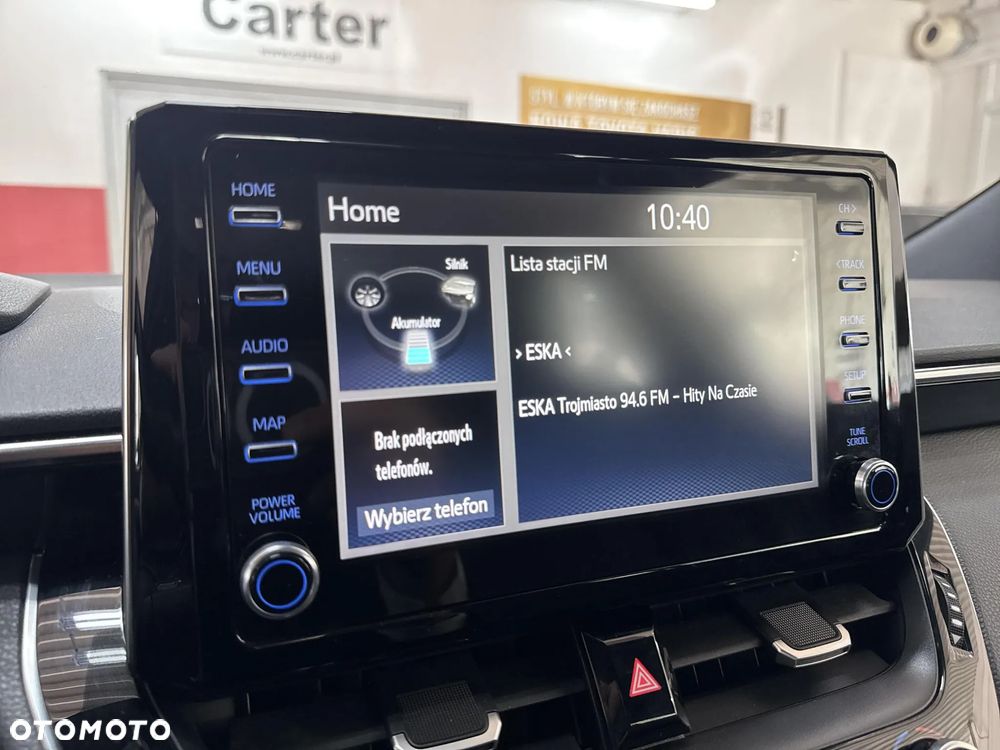 Carter
HOME
MENU
AUDIO
MAP
POWER
VOLUME
Home
10:40
Silnik
Akumulator
Brak podłączonych
telefonów.
Wybierz telefon
Lista stacji FM
› ESKA ‹
ESKA Trojmiasto 94.6 FM – Hity Na Czasie
CH >
< TRACK
PHONE
SETUP
TUNE
SCROLL
OTOMOTO